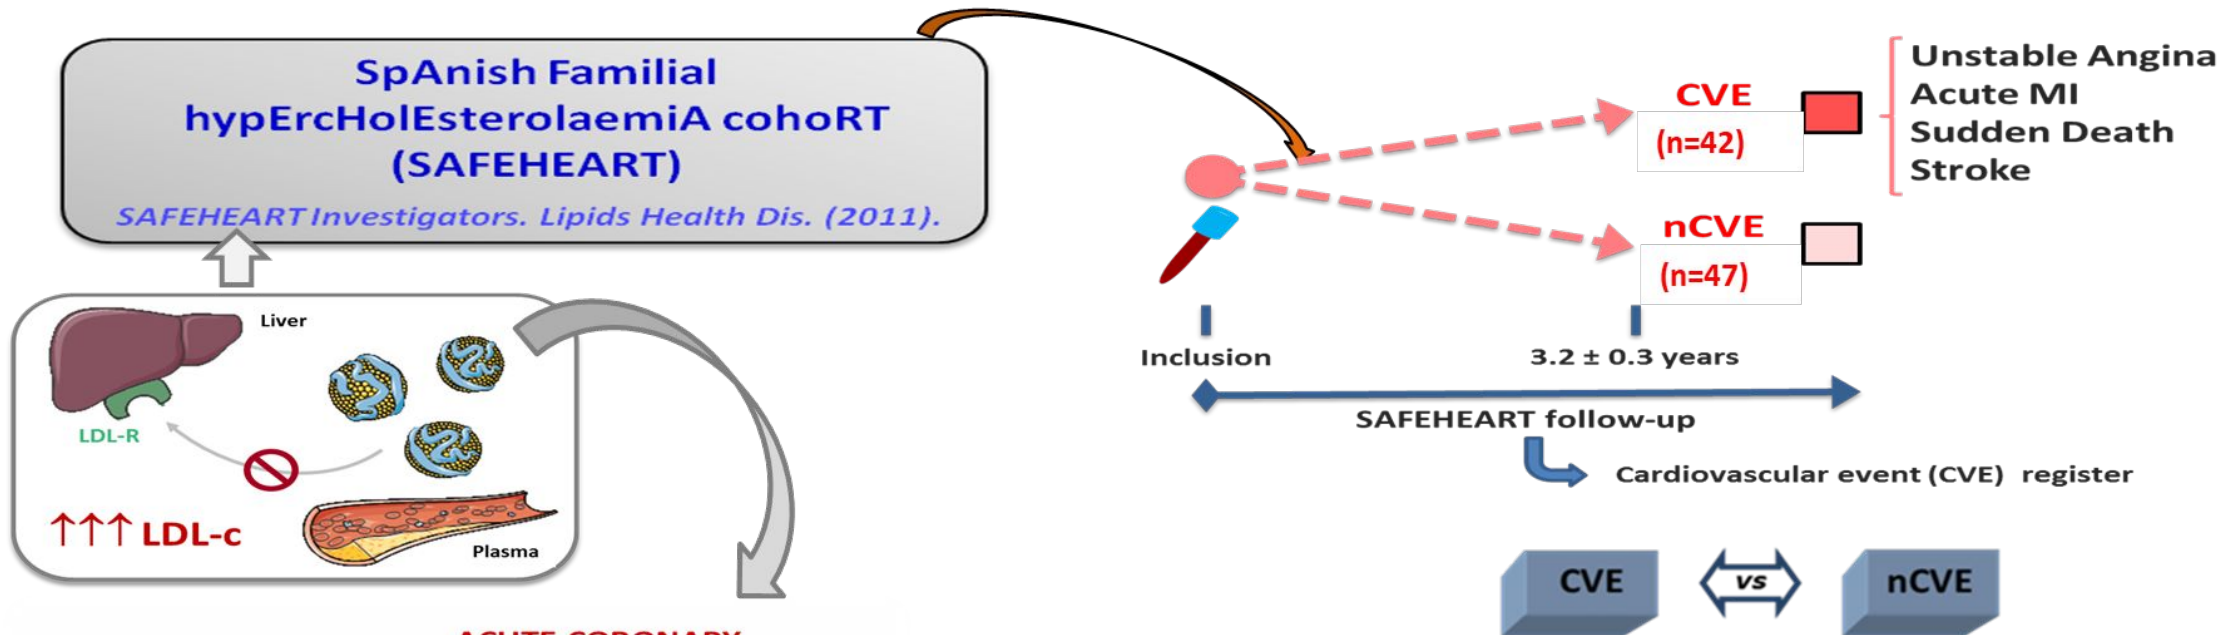 SpAnish Familial
hypErcHolEsterolaemiA cohoRT
(SAFEHEART)
SAFEHEART Investigators. Lipids Health Dis. (2011).
Liver
LDL-R
↑↑↑ LDL-c
Plasma
ACUTE CORONARY
CVE
(n=42)
Unstable Angina
Acute MI
Sudden Death
Stroke
nCVE
(n=47)
Inclusion
3.2 ± 0.3 years
SAFEHEART follow-up
Cardiovascular event (CVE) register
CVE
vs
nCVE